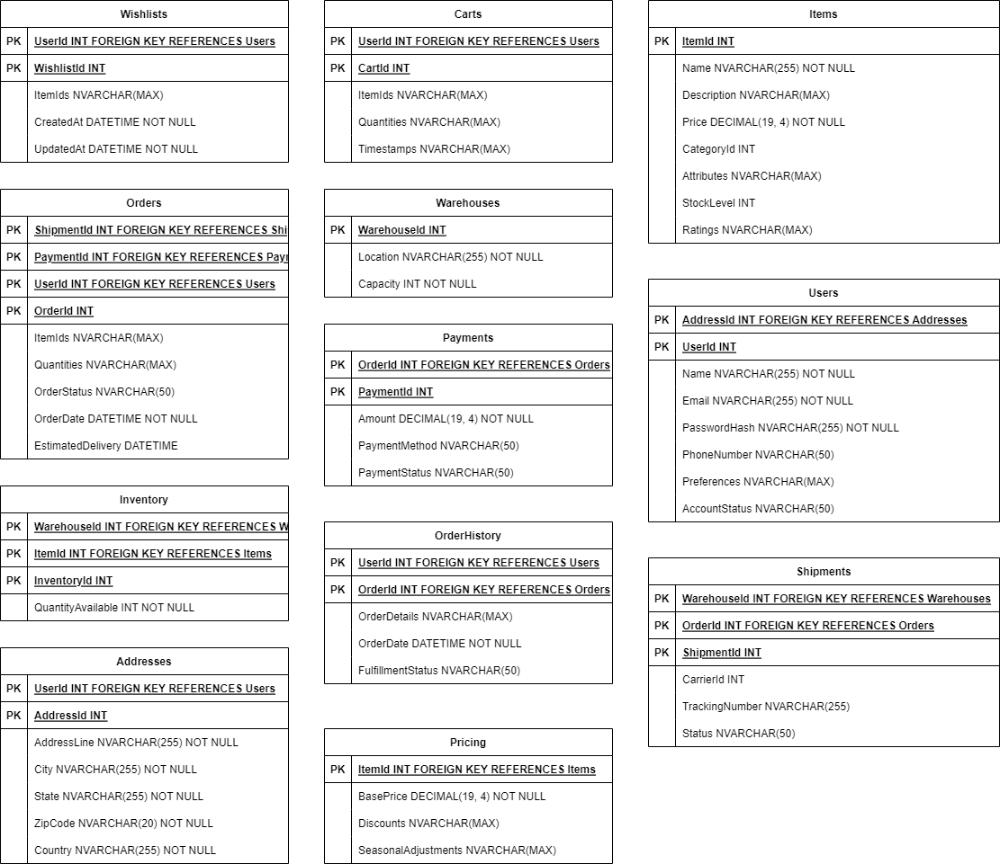 Wishlists
PK UserId INT FOREIGN KEY REFERENCES Users
PK WishlistId INT
ItemIds NVARCHAR(MAX)
CreatedAt DATETIME NOT NULL
UpdatedAt DATETIME NOT NULL
Orders
PK ShipmentId INT FOREIGN KEY REFERENCES Shi
PK PaymentId INT FOREIGN KEY REFERENCES Payr
PK UserId INT FOREIGN KEY REFERENCES Users
PK OrderId INT
ItemIds NVARCHAR(MAX)
Quantities NVARCHAR(MAX)
OrderStatus NVARCHAR(50)
OrderDate DATETIME NOT NULL
EstimatedDelivery DATETIME
Inventory
PK WarehouseId INT FOREIGN KEY REFERENCES W
PK ItemId INT FOREIGN KEY REFERENCES Items
PK InventoryId INT
QuantityAvailable INT NOT NULL
Addresses
PK UserId INT FOREIGN KEY REFERENCES Users
PK AddressId INT
AddressLine NVARCHAR(255) NOT NULL
City NVARCHAR(255) NOT NULL
State NVARCHAR(255) NOT NULL
ZipCode NVARCHAR(20) NOT NULL
Country NVARCHAR(255) NOT NULL
Carts
PK UserId INT FOREIGN KEY REFERENCES Users
PK CartId INT
ItemIds NVARCHAR(MAX)
Quantities NVARCHAR(MAX)
Timestamps NVARCHAR(MAX)
Warehouses
PK WarehouseId INT
Location NVARCHAR(255) NOT NULL
Capacity INT NOT NULL
Payments
PK OrderId INT FOREIGN KEY REFERENCES Orders
PK PaymentId INT
Amount DECIMAL(19, 4) NOT NULL
PaymentMethod NVARCHAR(50)
PaymentStatus NVARCHAR(50)
OrderHistory
PK UserId INT FOREIGN KEY REFERENCES Users
PK OrderId INT FOREIGN KEY REFERENCES Orders
OrderDetails NVARCHAR(MAX)
OrderDate DATETIME NOT NULL
FulfillmentStatus NVARCHAR(50)
Pricing
PK ItemId INT FOREIGN KEY REFERENCES Items
BasePrice DECIMAL(19, 4) NOT NULL
Discounts NVARCHAR(MAX)
SeasonalAdjustments NVARCHAR(MAX)
Items
PK ItemId INT
Name NVARCHAR(255) NOT NULL
Description NVARCHAR(MAX)
Price DECIMAL(19, 4) NOT NULL
CategoryId INT
Attributes NVARCHAR(MAX)
StockLevel INT
Ratings NVARCHAR(MAX)
Users
PK AddressId INT FOREIGN KEY REFERENCES Addresses
PK UserId INT
Name NVARCHAR(255) NOT NULL
Email NVARCHAR(255) NOT NULL
PasswordHash NVARCHAR(255) NOT NULL
PhoneNumber NVARCHAR(50)
Preferences NVARCHAR(MAX)
AccountStatus NVARCHAR(50)
Shipments
PK WarehouseId INT FOREIGN KEY REFERENCES Warehouses
PK OrderId INT FOREIGN KEY REFERENCES Orders
PK ShipmentId INT
CarrierId INT
TrackingNumber NVARCHAR(255)
Status NVARCHAR(50)